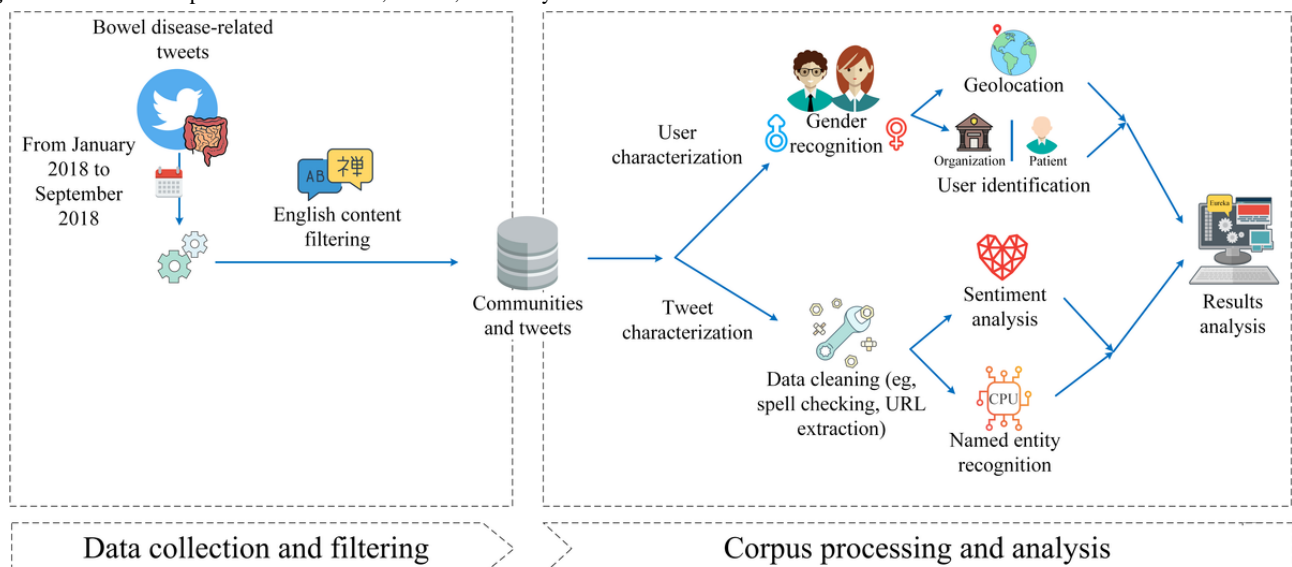 Bowel disease-related
tweets
From January
2018 to
September
2018
AB
禅
English content
filtering
Communities
and tweets
User
characterization
Tweet
characterization
Gender
recognition
Geolocation
Organization
Patient
User identification
Data cleaning (eg,
spell checking, URL
extraction)
Sentiment
analysis
CPU
Named entity
recognition
Eureka
Results
analysis
Data collection and filtering
Corpus processing and analysis